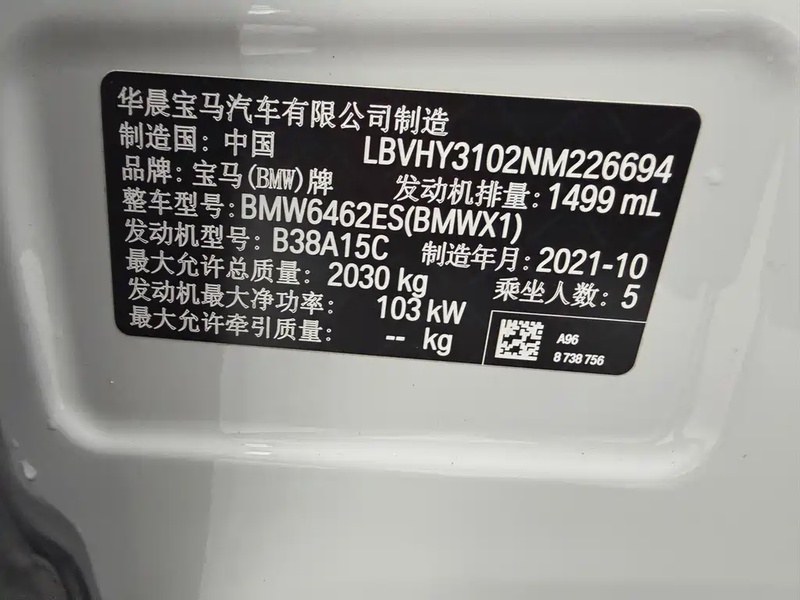 华晨宝马汽车有限公司制造
制造国: 中国 LBVHY3102NM226694
品牌: 宝马(BMW)牌 发动机排量: 1499 mL
整车型号: BMW6462ES(BMWX1)
发动机型号: B38A15C 制造年月: 2021-10
最大允许总质量: 2030 kg 乘坐人数: 5
发动机最大净功率: 103 kW
最大允许牵引质量: -- kg
A96
8 738 756